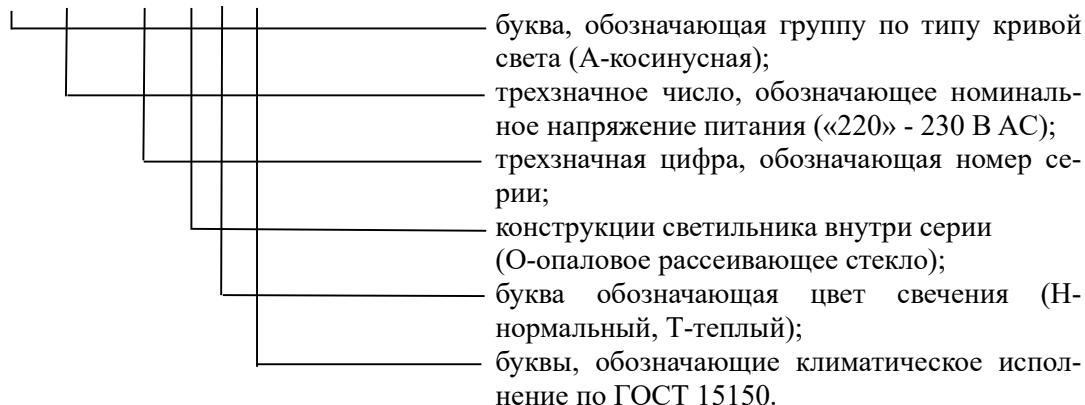 буква, обозначающая группу по типу кривой
света (А-косинусная);
трехзначное число, обозначающее номиналь-
ное напряжение питания («220» - 230 В АС);
трехзначная цифра, обозначающая номер се-
рии;
конструкции светильника внутри серии
(О-опаловое рассеивающее стекло);
буква обозначающая цвет свечения (Н-
нормальный, Т-теплый);
буквы, обозначающие климатическое испол-
нение по ГОСТ 15150.